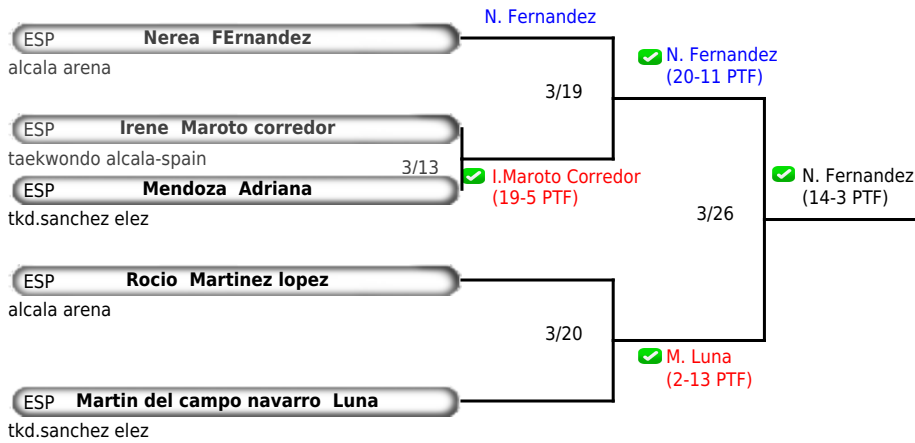 N. Fernandez
ESP Nerea FErnandez
alcala arena
N. Fernandez
(20-11 PTF)
3/19
ESP Irene Maroto corredor
taekwondo alcala-spain
3/13
ESP Mendoza Adriana
tkd.sanchez elez
I.Maroto Corredor
(19-5 PTF)
N. Fernandez
(14-3 PTF)
3/26
ESP Rocio Martinez lopez
alcala arena
3/20
M. Luna
(2-13 PTF)
ESP Martin del campo navarro Luna
tkd.sanchez elez